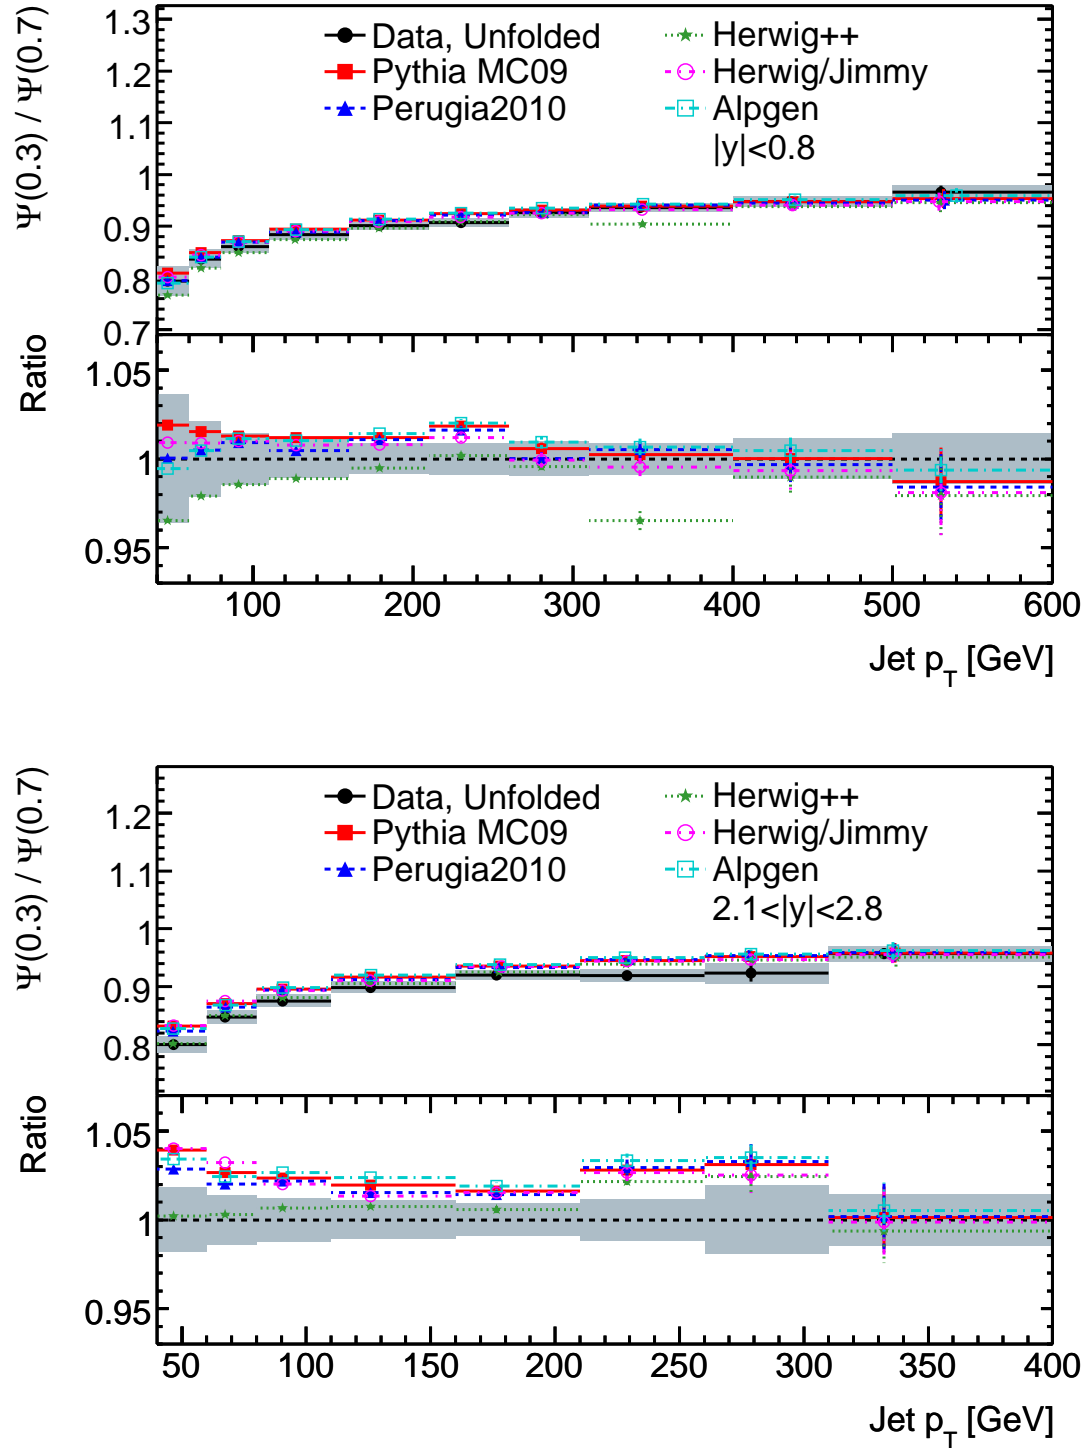 Ψ(0.3) / Ψ(0.7)
1.3
1.2
1.1
1
0.9
0.8
0.7
Data, Unfolded
Pythia MC09
Perugia2010
Herwig++
Herwig/Jimmy
Alpgen
|y|<0.8
Ratio
1.05
1
0.95
100 200 300 400 500 600
Jet p_T [GeV]
Ψ(0.3) / Ψ(0.7)
1.2
1.1
1
0.9
0.8
Data, Unfolded
Pythia MC09
Perugia2010
Herwig++
Herwig/Jimmy
Alpgen
2.1<|y|<2.8
Ratio
1.05
1
0.95
50 100 150 200 250 300 350 400
Jet p_T [GeV]